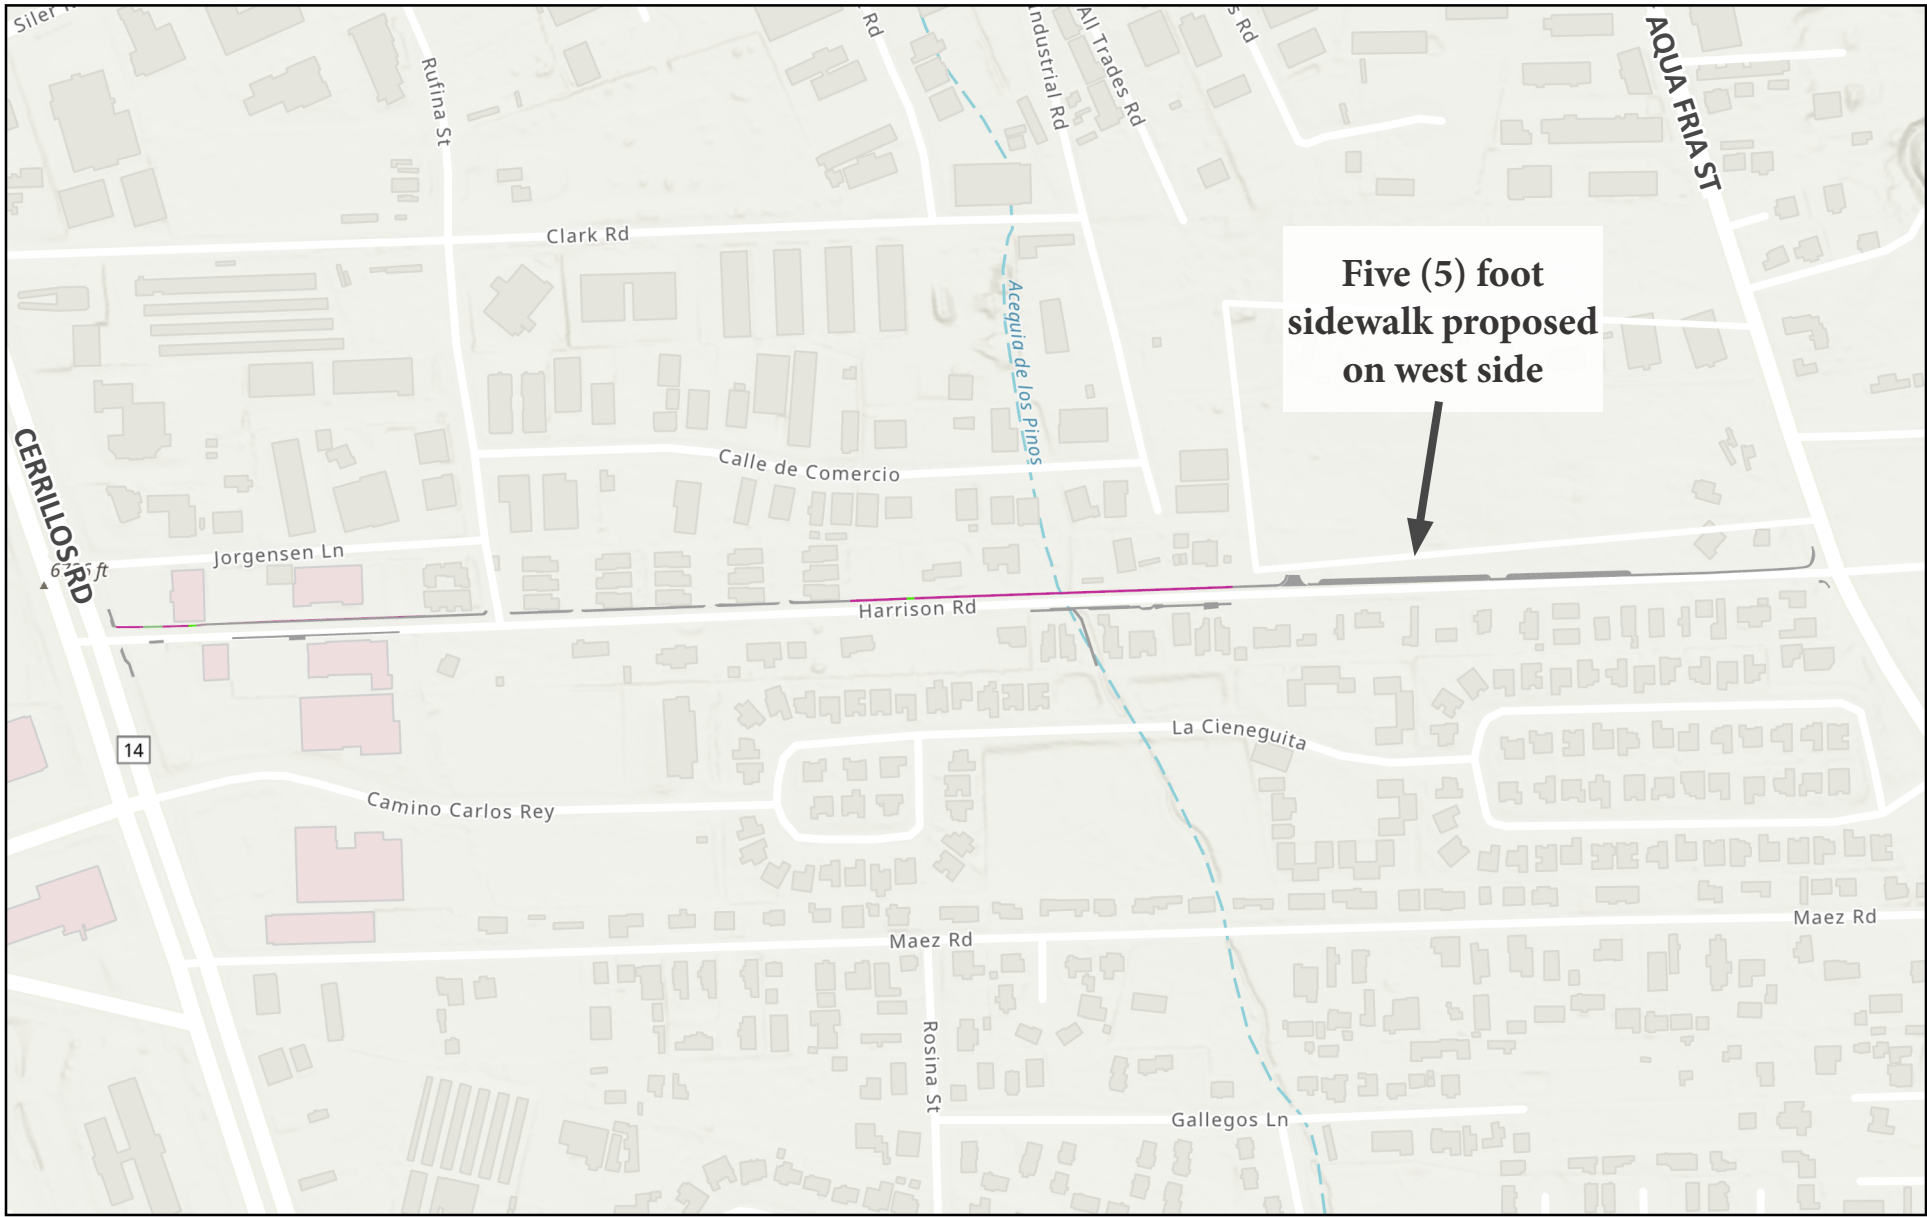 Siler
Rd
Industrial Rd
All Trades Rd
s Rd
AQUA FRIA ST
Rufina St
Clark Rd
Five (5) foot
sidewalk proposed
on west side
Acequia de los Pinos
Calle de Comercio
CERRILLOS RD
Jorgensen Ln
Harrison Rd
La Cieneguita
14
Camino Carlos Rey
Maez Rd
Maez Rd
Rosina St
Gallegos Ln